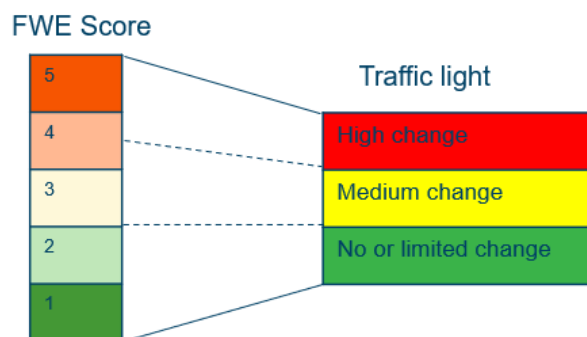 FWE Score
5
4
3
2
1
Traffic light
High change
Medium change
No or limited change